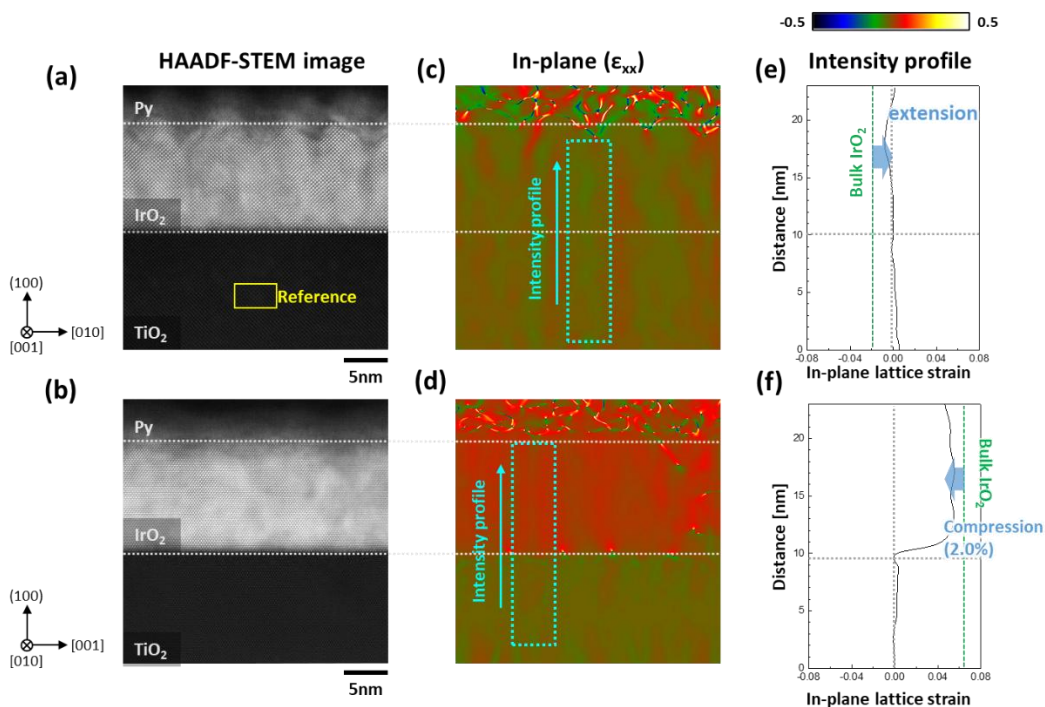 -0.5
0.5
HAADF-STEM image
In-plane (εxx)
Intensity profile
(a)
Py
IrO2
Reference
TiO2
(100)
[010]
[001]
5nm
(c)
Intensity profile
(e)
extension
Bulk IrO2
Distance [nm]
20
15
10
5
0
-0.08
-0.04
0.00
0.04
0.08
In-plane lattice strain
(b)
Py
IrO2
TiO2
(100)
[001]
[010]
5nm
(d)
Intensity profile
(f)
Bulk IrO2
Compression
(2.0%)
Distance [nm]
20
15
10
5
0
-0.08
-0.04
0.00
0.04
0.08
In-plane lattice strain